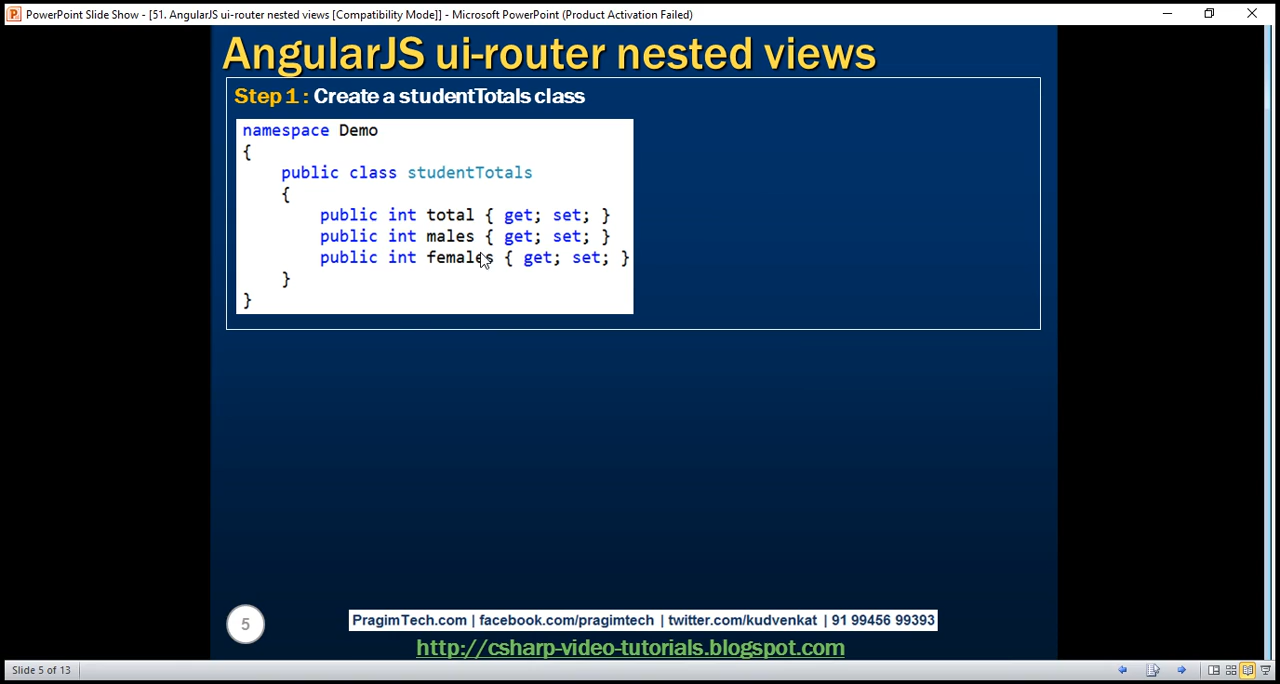 PowerPoint Slide Show - [51. AngularJS ui-router nested views [Compatibility Mode]] - Microsoft PowerPoint (Product Activation Failed)
AngularJS ui-router nested views
Step 1 : Create a studentTotals class
namespace Demo
{
public class studentTotals
{
public int total { get; set; }
public int males { get; set; }
public int females { get; set; }
}
}
5
PragimTech.com | facebook.com/pragimtech | twitter.com/kudvenkat | 91 99456 99393
http://csharp-video-tutorials.blogspot.com
Slide 5 of 13